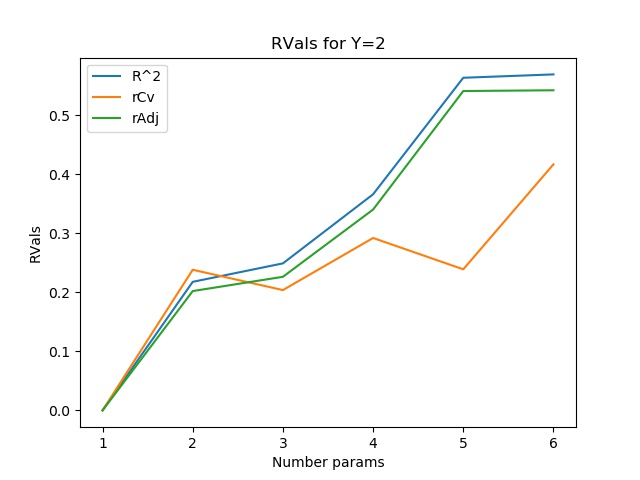 RVals for Y=2
R^2
rCv
rAdj
RVals
0.5
0.4
0.3
0.2
0.1
0.0
1 2 3 4 5 6
Number params